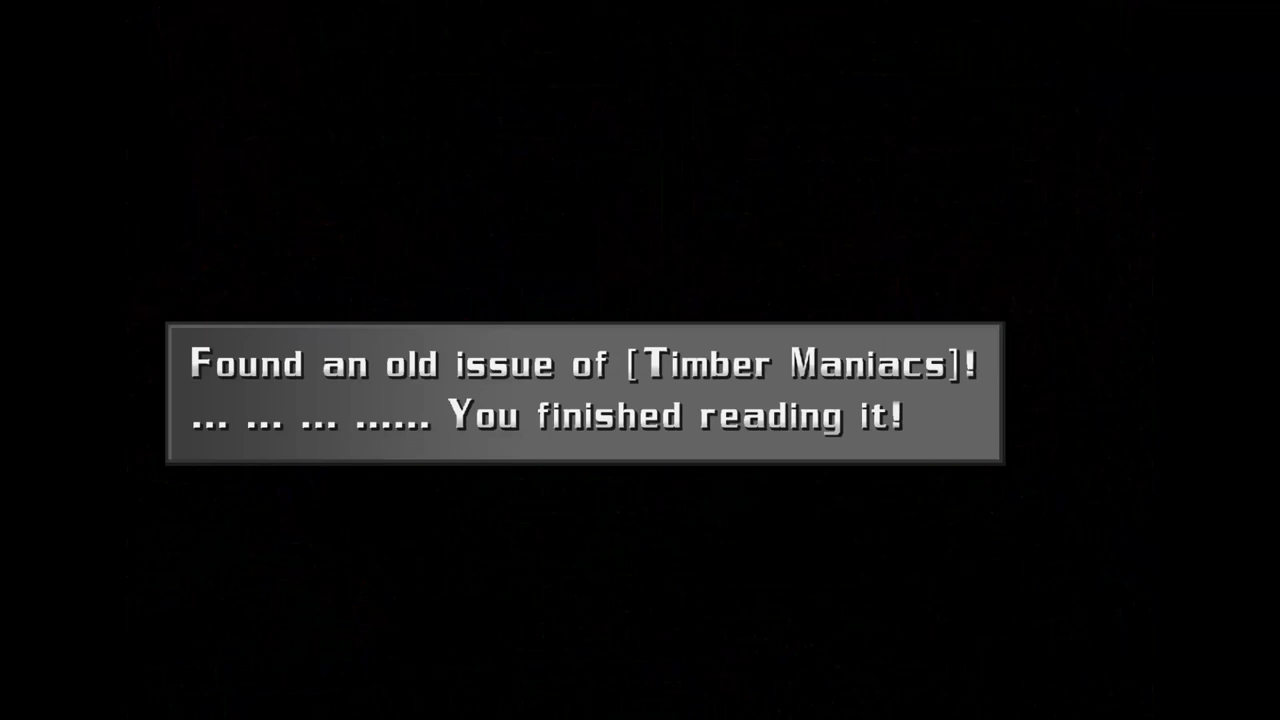 Found an old issue of [Timber Maniacs]!
... ... ... ...... You finished reading it!